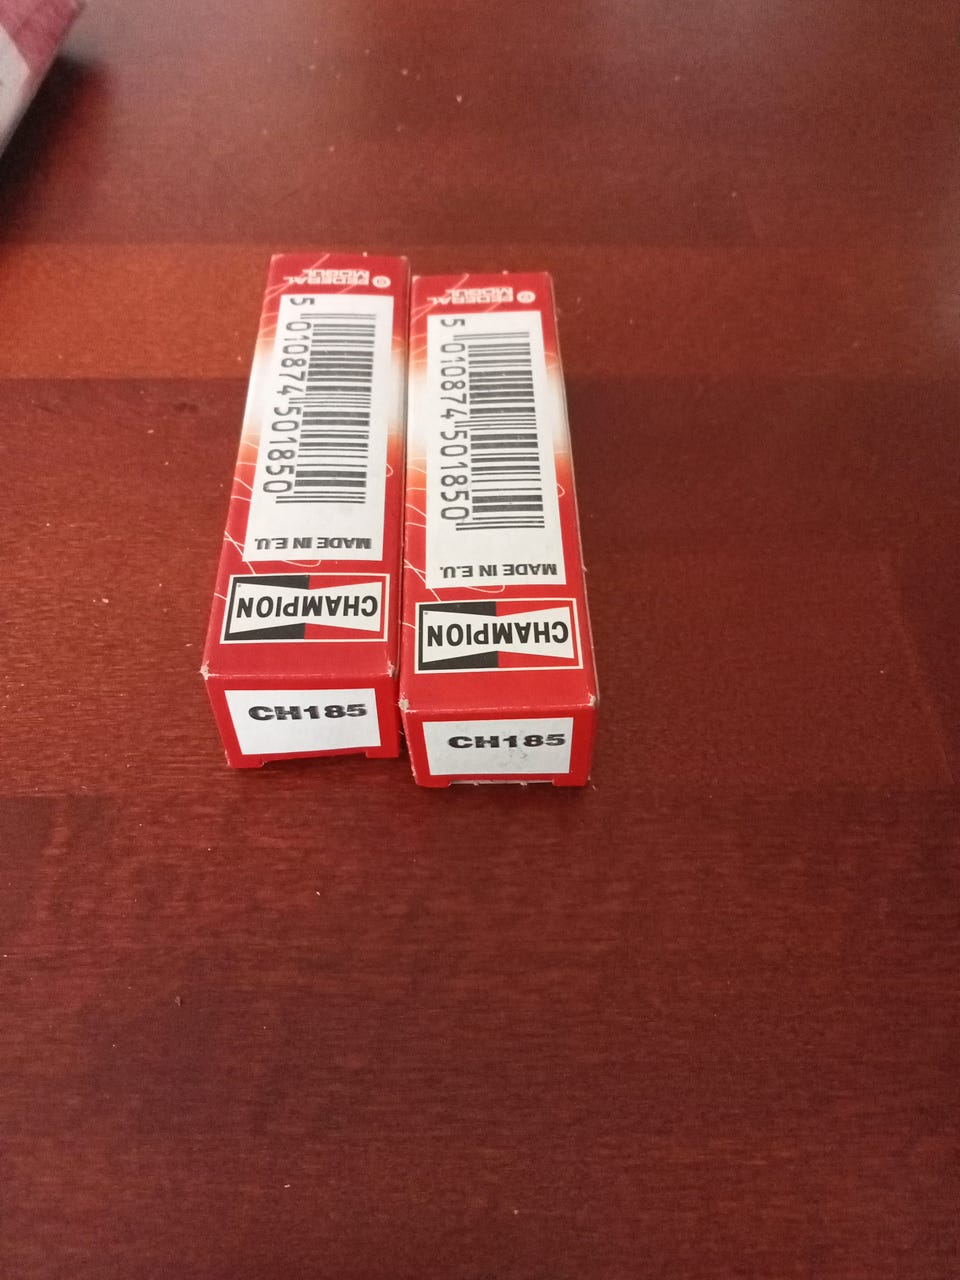 FEDERAL
MOGUL
5 010874 501850
MADE IN E.U.
CHAMPION
CH185
FEDERAL
MOGUL
5 010874 501850
MADE IN E.U.
CHAMPION
CH185